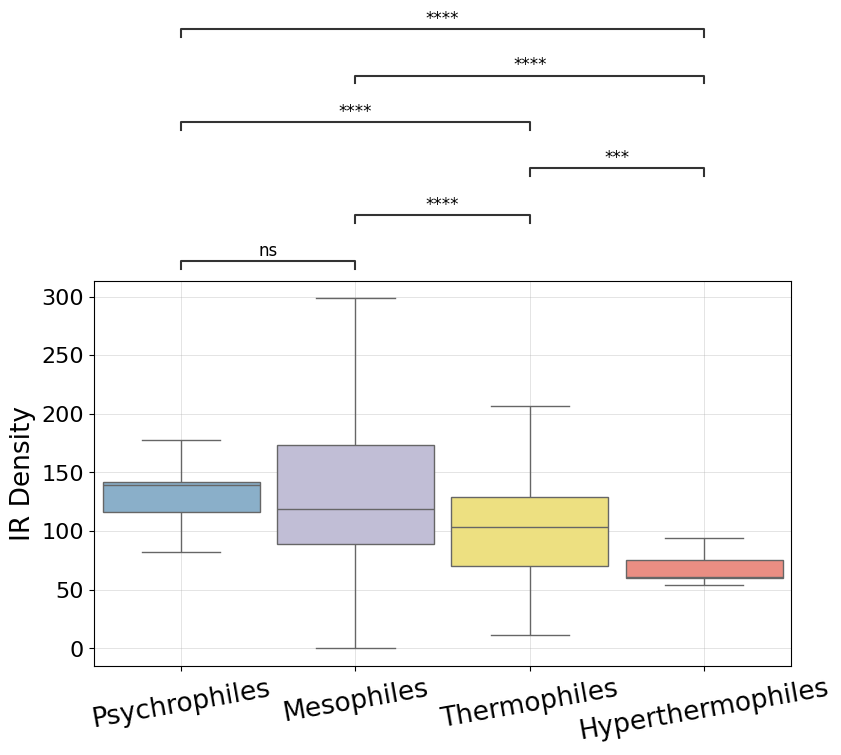 ****
****
****
***
****
ns
300
250
200
150
100
50
0
IR Density
Psychrophiles
Mesophiles
Thermophiles
Hyperthermophiles